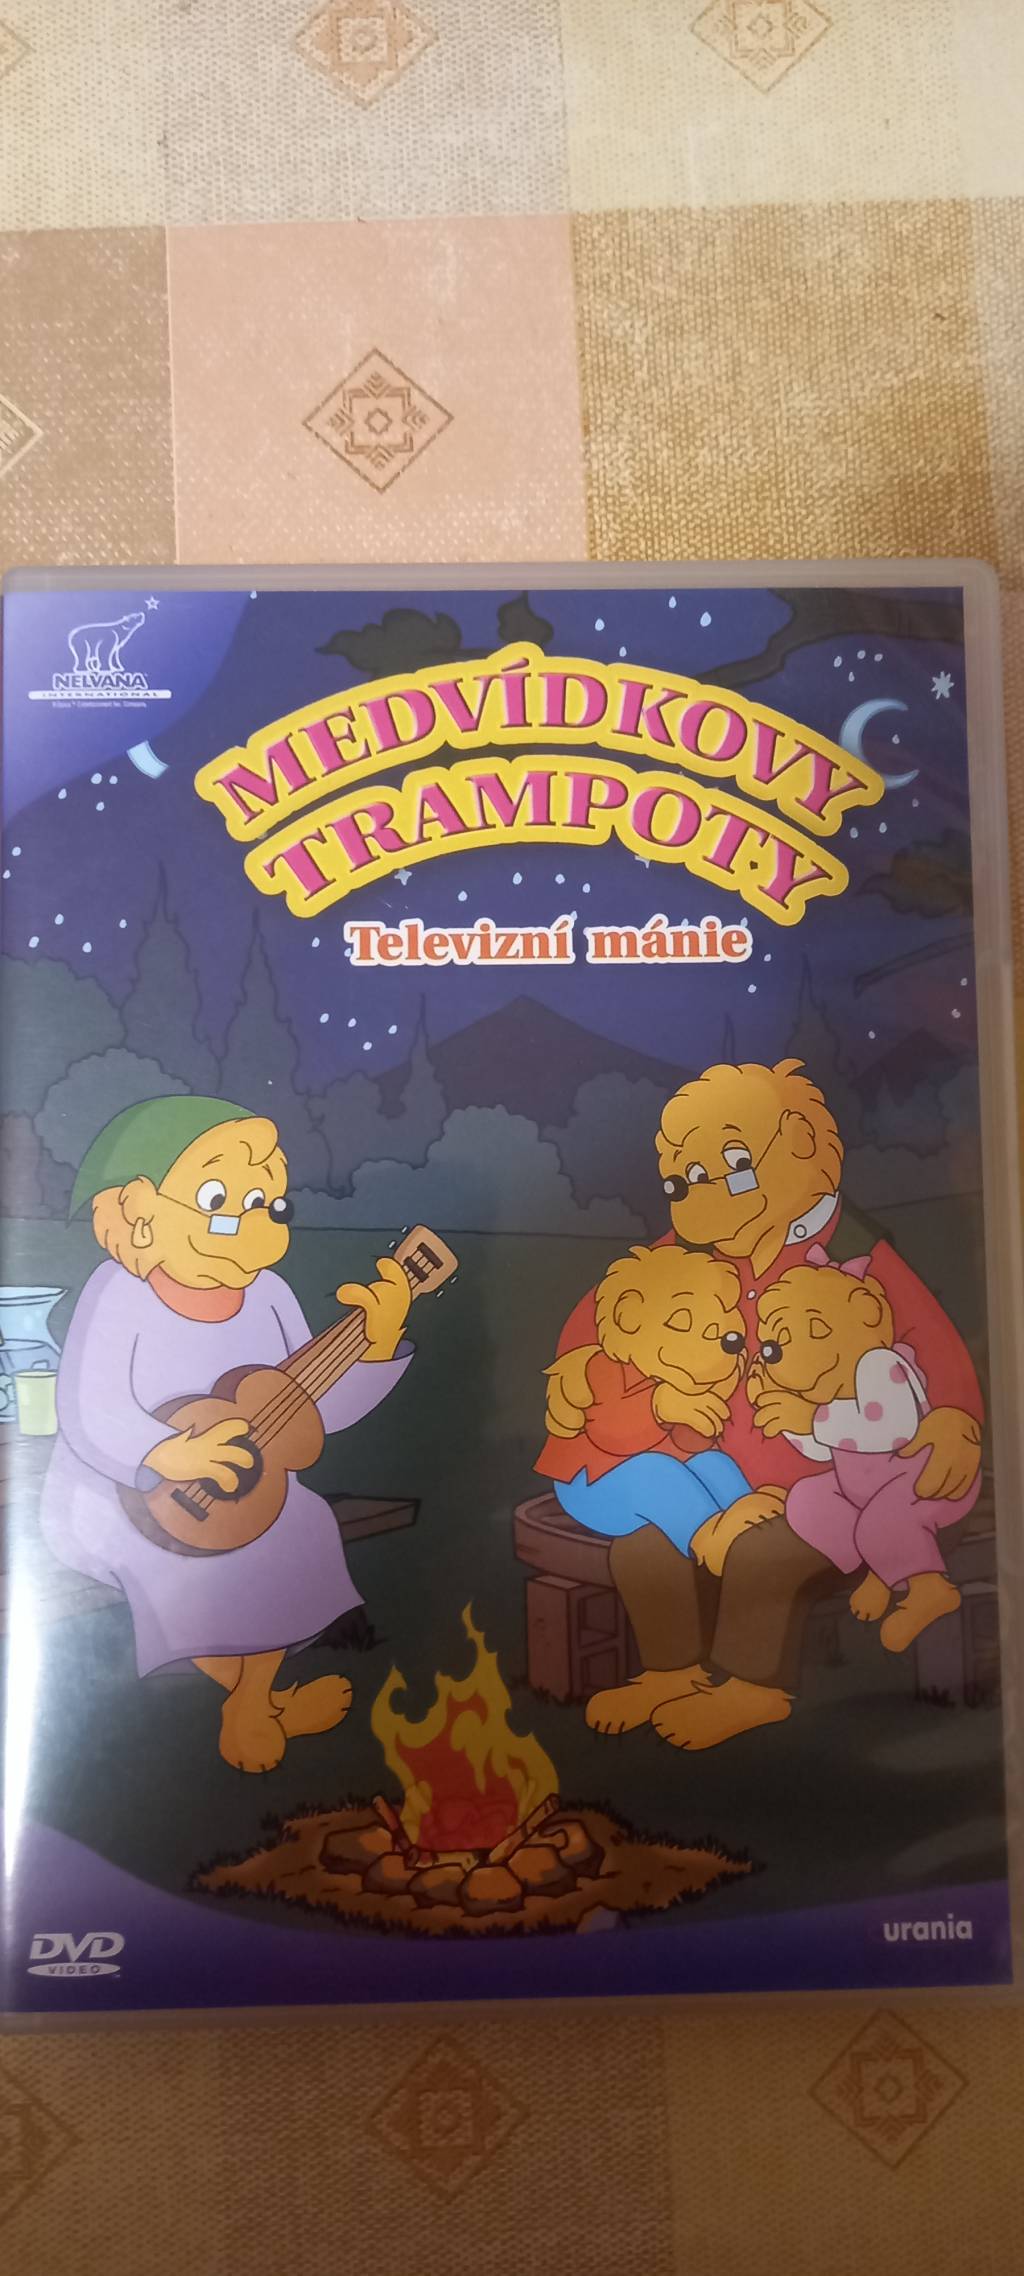 NELVANA
INTERNATIONAL
MEDVÍDKOVY
TRAMPOTY
Televizní mánie
DVD
VIDEO
urania